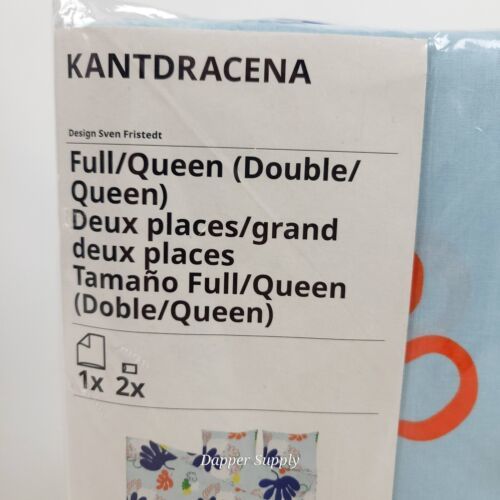 KANTDRACENA
Design Sven Fristedt
Full/Queen (Double/
Queen)
Deux places/grand
deux places
Tamaño Full/Queen
(Doble/Queen)
1x 2x
Dapper Supply